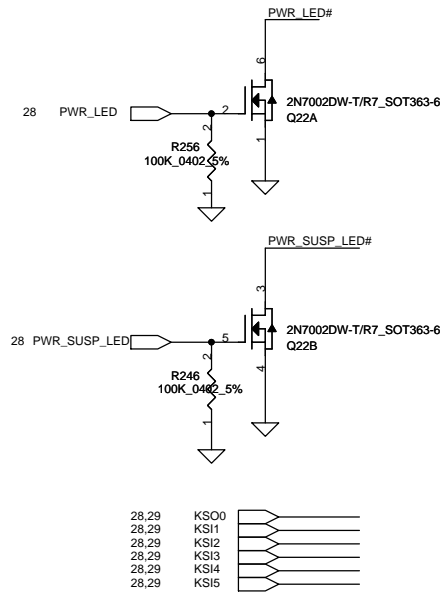 PWR_LED#
6
28 PWR_LED
2
2N7002DW-T/R7_SOT363-6
Q22A
2
R256
100K_0402_5%
1
1
PWR_SUSP_LED#
3
28 PWR_SUSP_LED
5
2N7002DW-T/R7_SOT363-6
Q22B
2
4
R246
100K_0402_5%
1
28,29 KSO0
28,29 KSI1
28,29 KSI2
28,29 KSI3
28,29 KSI4
28,29 KSI5